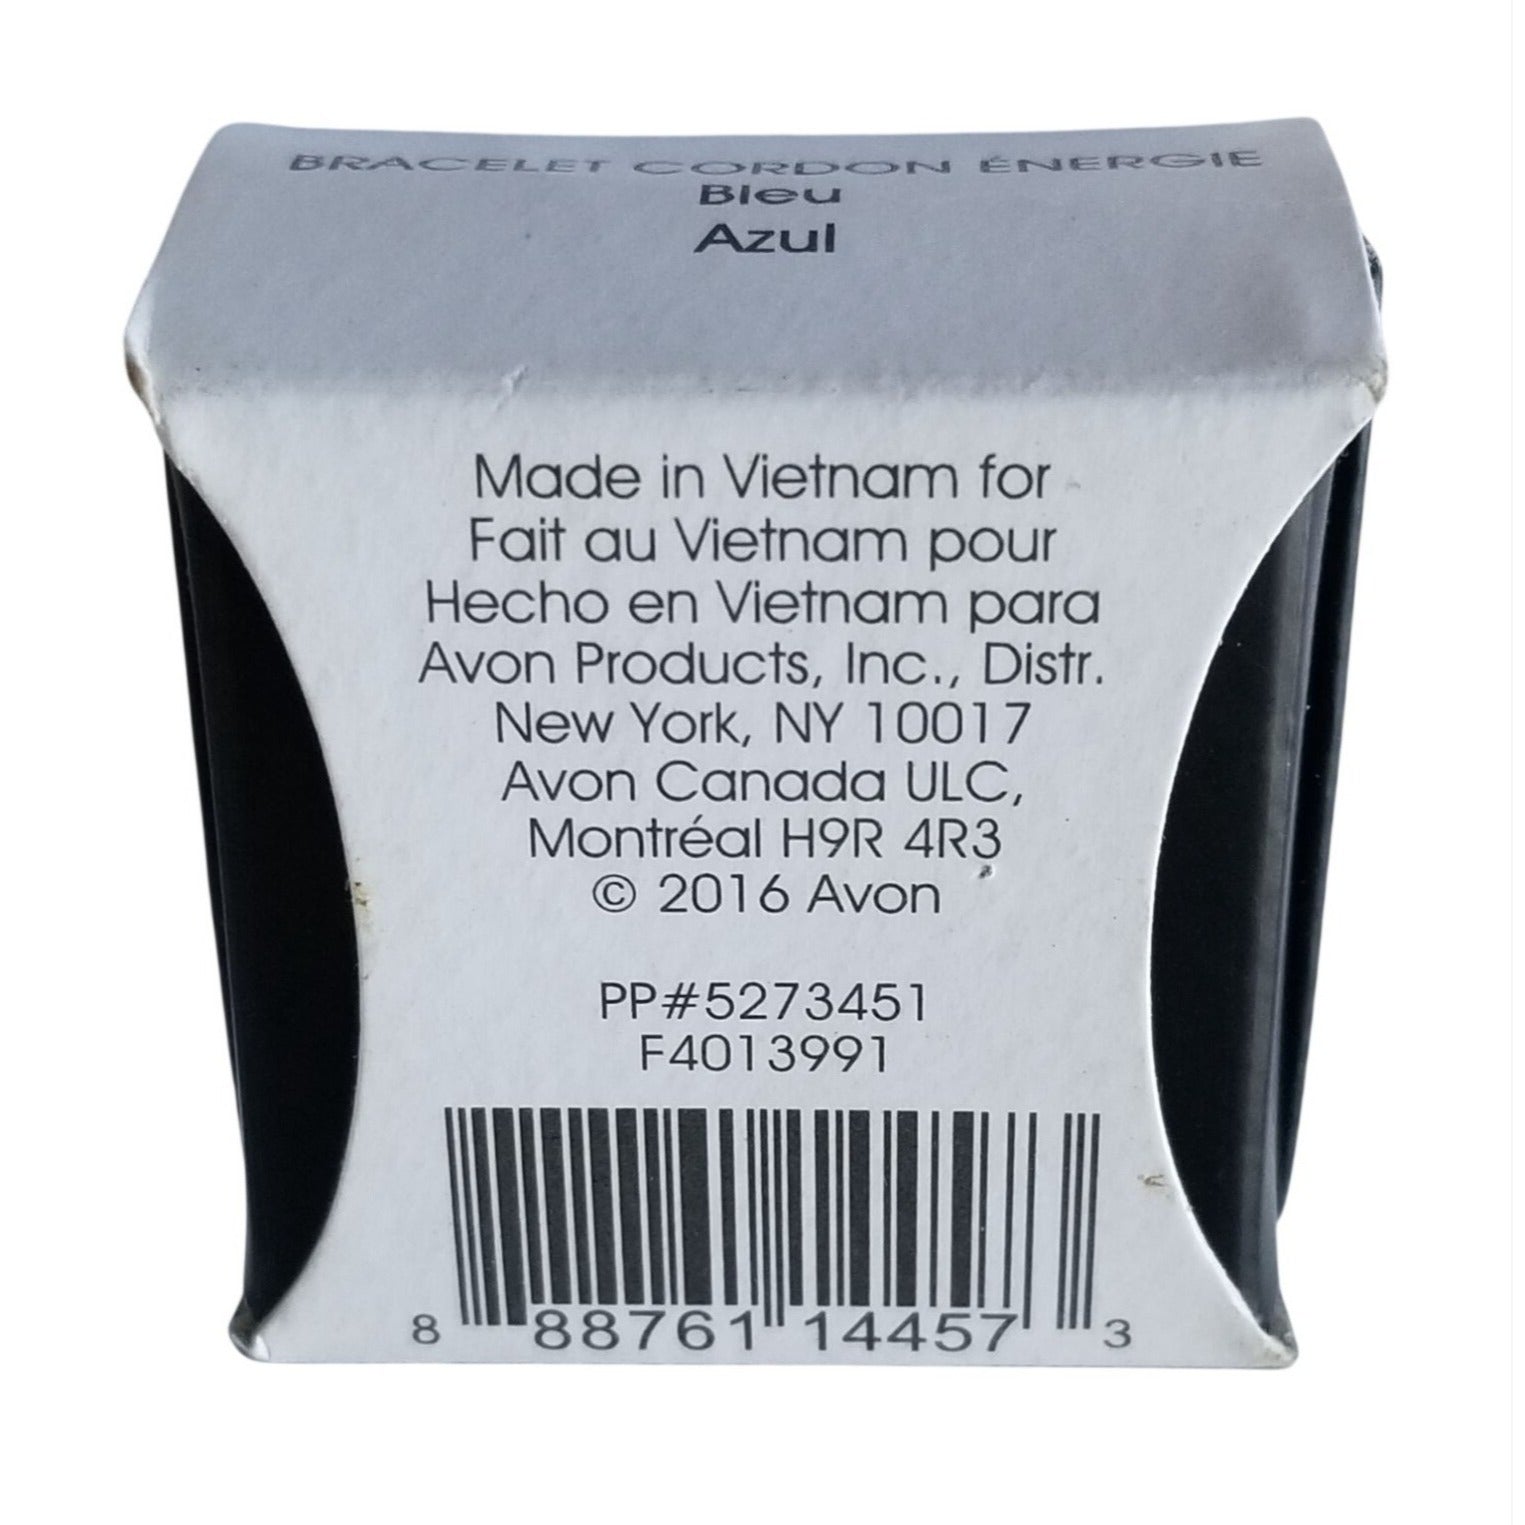 BRACELET CORDON ÉNERGIE
Bleu
Azul
Made in Vietnam for
Fait au Vietnam pour
Hecho en Vietnam para
Avon Products, Inc., Distr.
New York, NY 10017
Avon Canada ULC,
Montréal H9R 4R3
© 2016 Avon
PP#5273451
F4013991
8 88761 14457 3